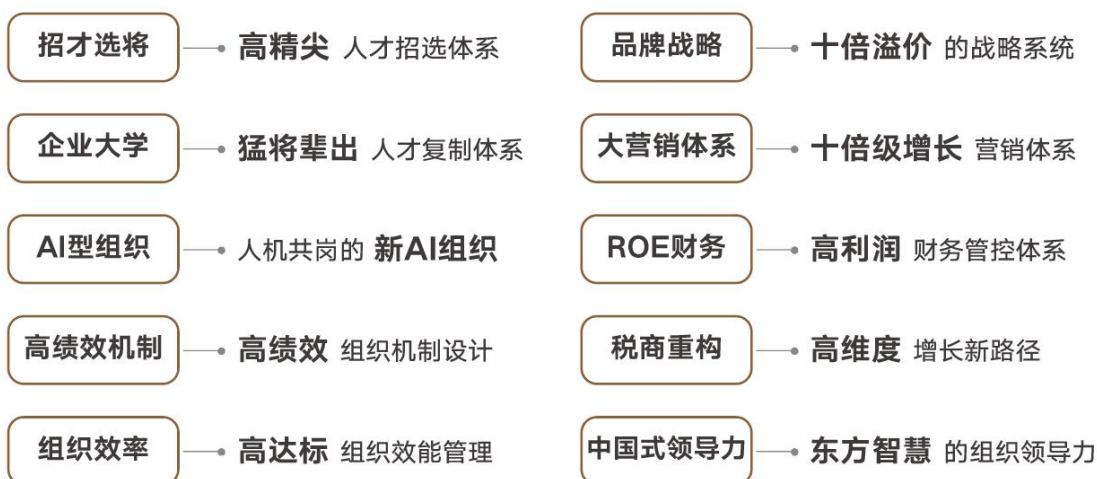 招才选将 高精尖 人才招选体系
企业大学 猛将辈出 人才复制体系
AI型组织 人机共岗的 新AI组织
高绩效机制 高绩效 组织机制设计
组织效率 高达标 组织效能管理
品牌战略 十倍溢价 的战略系统
大营销体系 十倍级增长 营销体系
ROE财务 高利润 财务管控体系
税商重构 高维度 增长新路径
中国式领导力 东方智慧 的组织领导力